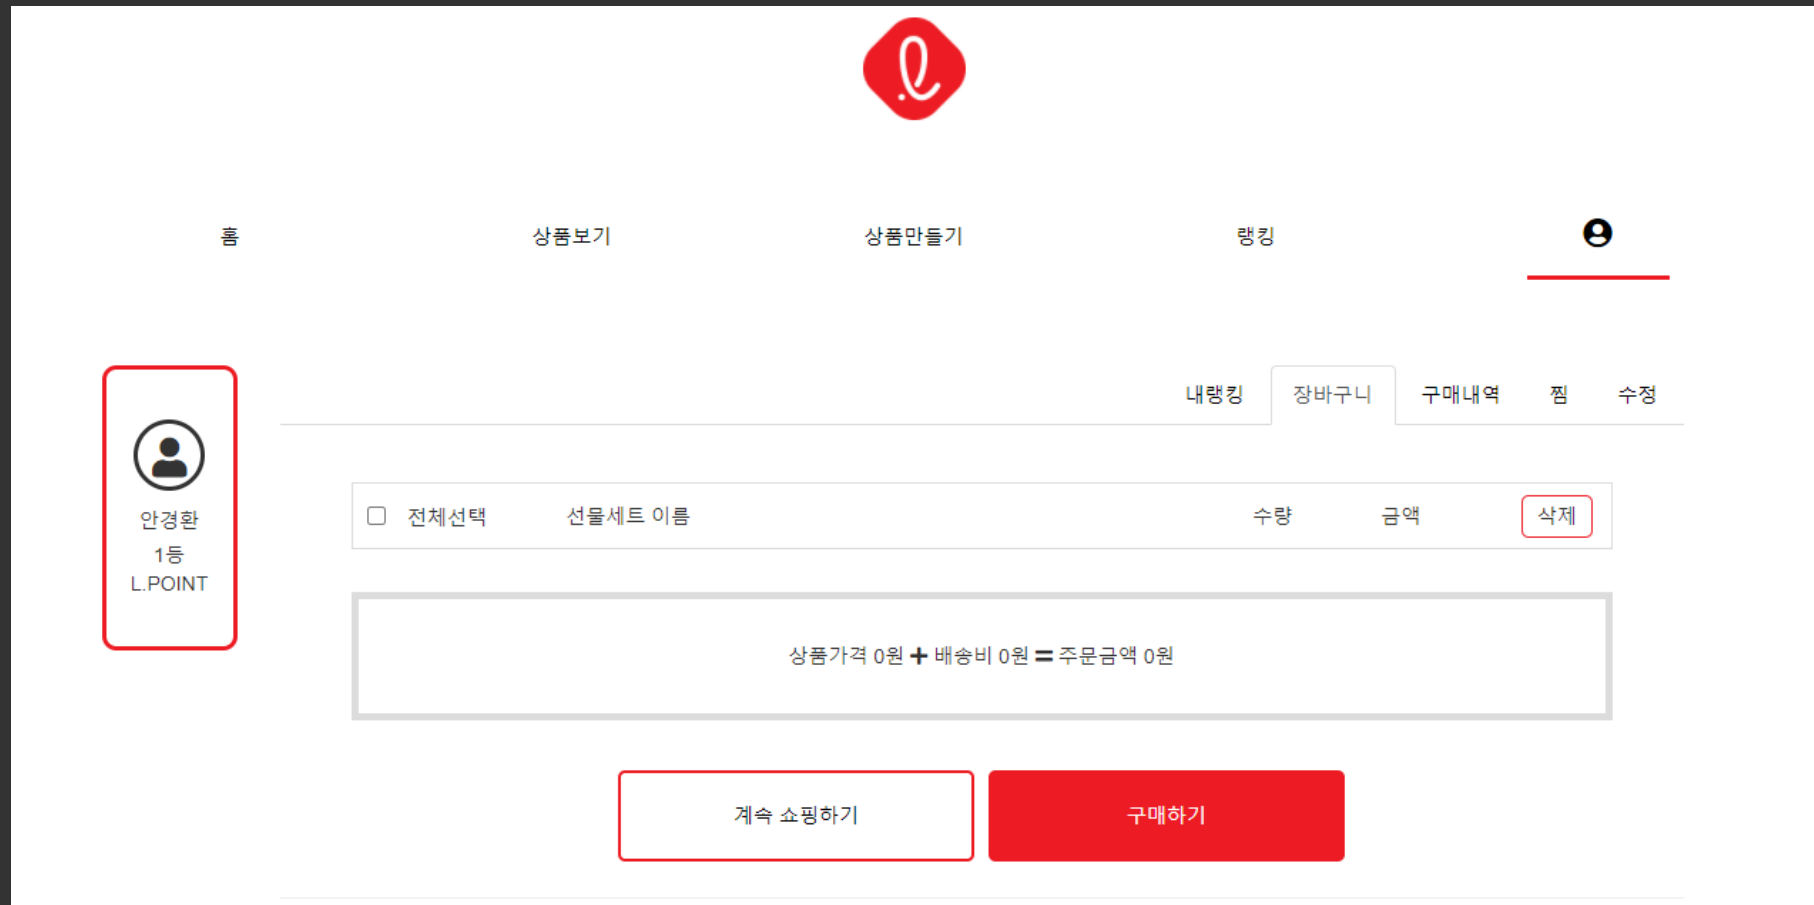 홈 상품보기 상품만들기 랭킹
내랭킹 장바구니 구매내역 찜 수정
안경환
1등
L.POINT
전체선택 선물세트 이름 수량 금액 삭제
상품가격 0원 + 배송비 0원 = 주문금액 0원
계속 쇼핑하기 구매하기